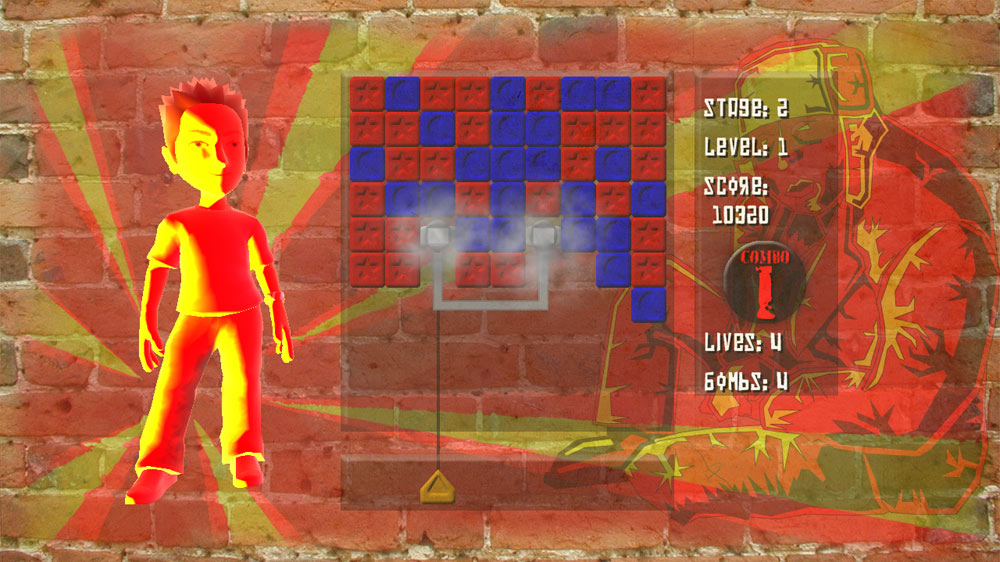 STAGE: 2
LEVEL: 1
SCORE:
10320
COMBO
1
LIVES: 4
BOMBS: 4